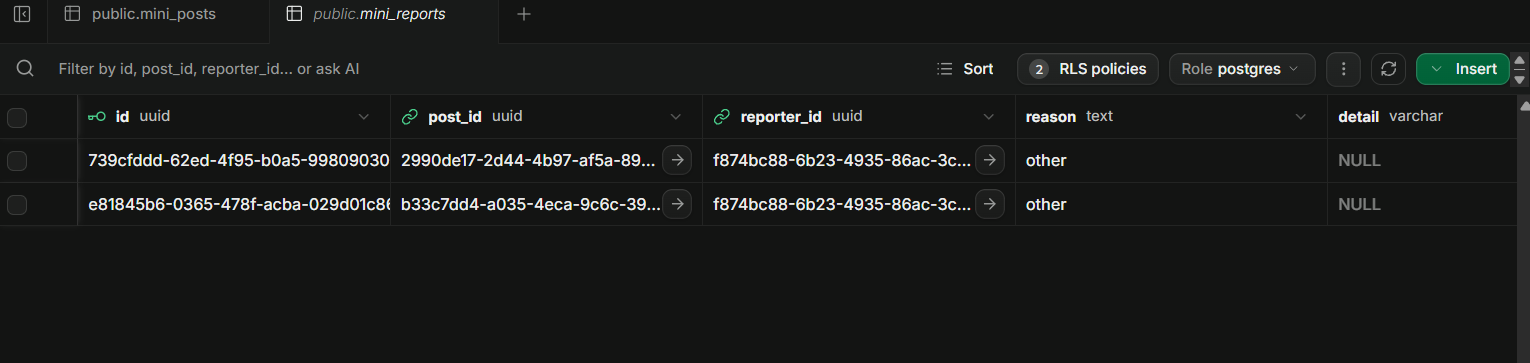 public.mini_posts public.mini_reports
Filter by id, post_id, reporter_id... or ask AI Sort 2 RLS policies Role postgres Insert
id uuid post_id uuid reporter_id uuid reason text detail varchar
739cfddd-62ed-4f95-b0a5-99809030 2990de17-2d44-4b97-af5a-89... f874bc88-6b23-4935-86ac-3c... other NULL
e81845b6-0365-478f-acba-029d01c86 b33c7dd4-a035-4eca-9c6c-39... f874bc88-6b23-4935-86ac-3c... other NULL